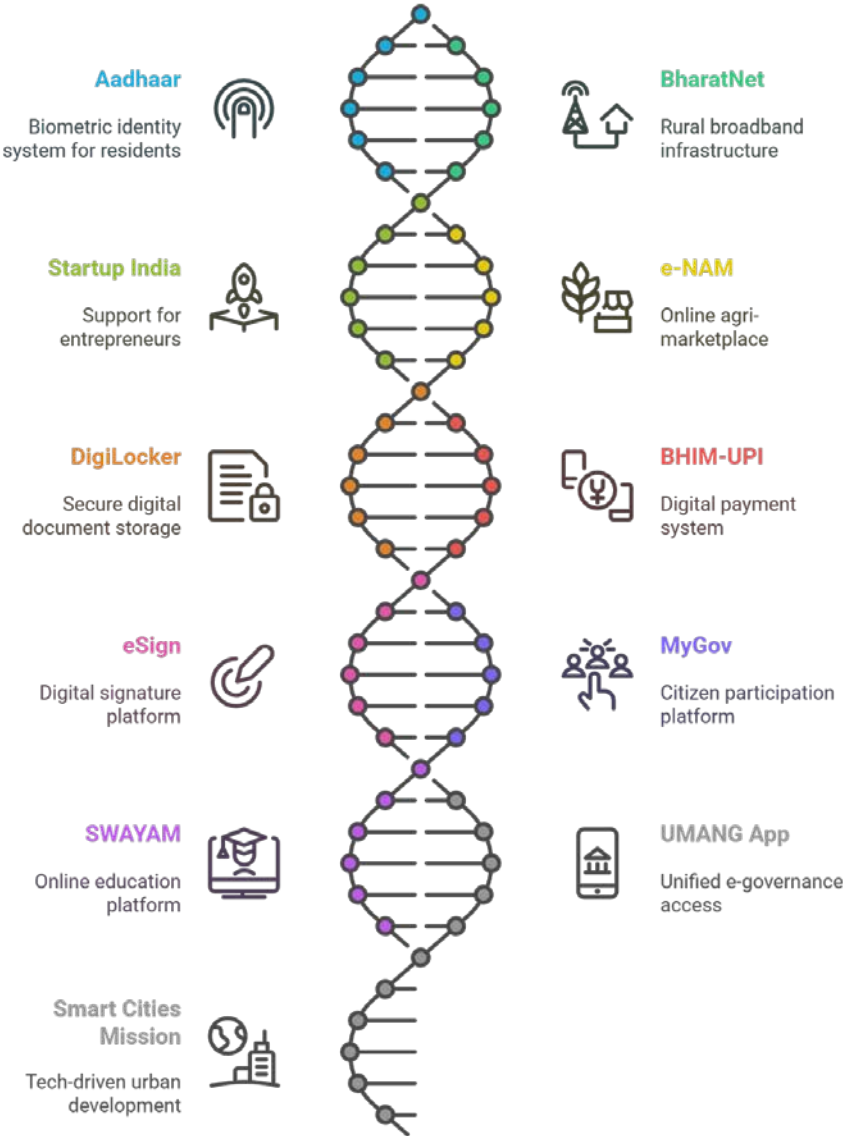 Aadhaar
Biometric identity
system for residents
BharatNet
Rural broadband
infrastructure
Startup India
Support for
entrepreneurs
e-NAM
Online agri-
marketplace
DigiLocker
Secure digital
document storage
BHIM-UPI
Digital payment
system
eSign
Digital signature
platform
MyGov
Citizen participation
platform
SWAYAM
Online education
platform
UMANG App
Unified e-governance
access
Smart Cities
Mission
Tech-driven urban
development